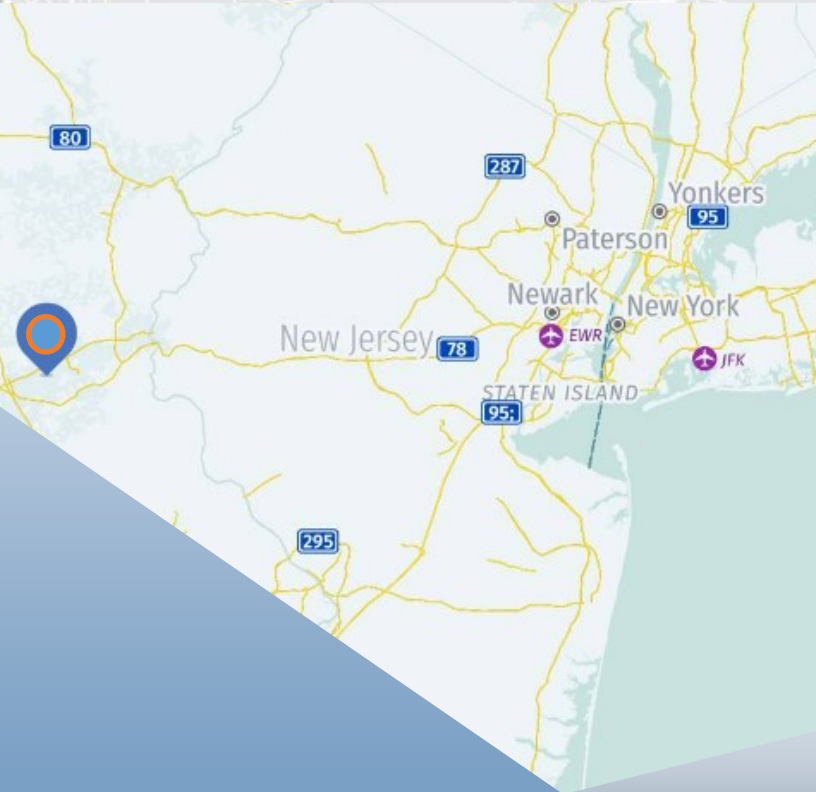 80
287
Yonkers
95
Paterson
Newark
New York
EWR
New Jersey
78
JFK
STATEN ISLAND
95;
295